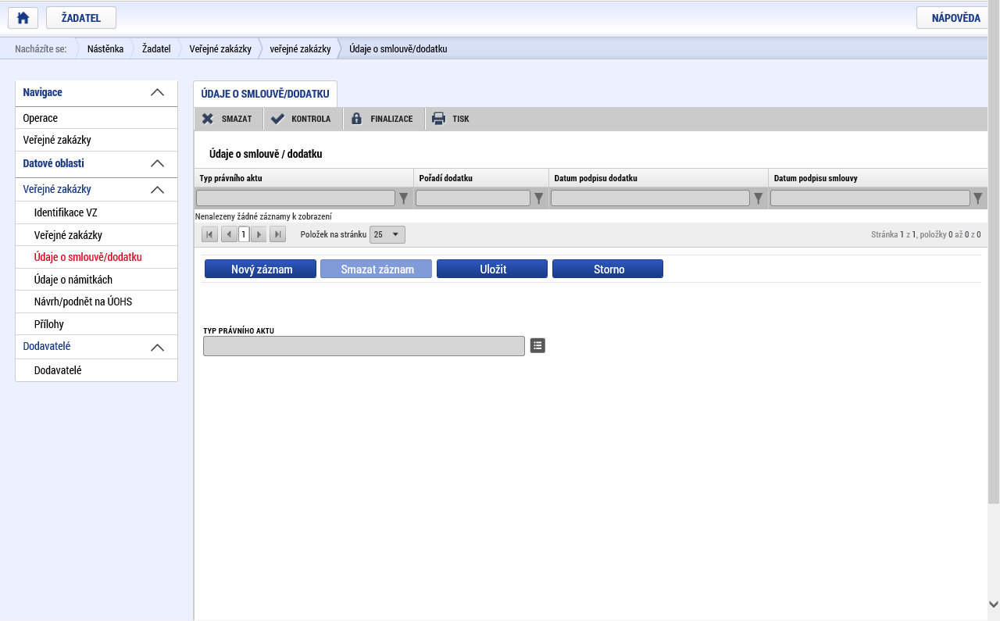 ŽADATEL
NÁPOVĚDA
Nacházíte se: Nástěnka Žadatel Veřejné zakázky veřejné zakázky Údaje o smlouvě/dodatku
Navigace
Operace
Veřejné zakázky
Datové oblasti
Veřejné zakázky
Identifikace VZ
Veřejné zakázky
Údaje o smlouvě/dodatku
Údaje o námitkách
Návrh/podnět na ÚOHS
Přílohy
Dodavatelé
Dodavatelé
ÚDAJE O SMLOUVĚ/DODATKU
SMAZAT KONTROLA FINALIZACE TISK
Údaje o smlouvě / dodatku
Typ právního aktu Pořadí dodatku Datum podpisu dodatku Datum podpisu smlouvy
Nenalezeny žádné záznamy k zobrazení
1 Položek na stránku 25 Stránka 1 z 1, položky 0 až 0 z 0
Nový záznam Smazat záznam Uložit Storno
TYP PRÁVNÍHO AKTU